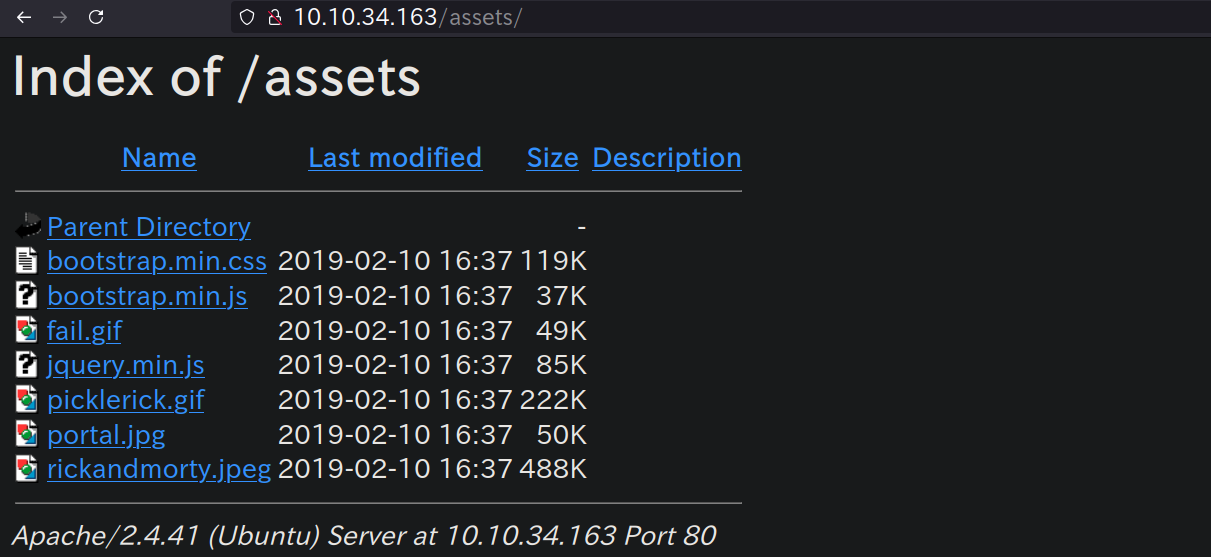 10.10.34.163/assets/
Index of /assets
Name Last modified Size Description
Parent Directory -
bootstrap.min.css 2019-02-10 16:37 119K
bootstrap.min.js 2019-02-10 16:37 37K
fail.gif 2019-02-10 16:37 49K
jquery.min.js 2019-02-10 16:37 85K
picklerick.gif 2019-02-10 16:37 222K
portal.jpg 2019-02-10 16:37 50K
rickandmorty.jpeg 2019-02-10 16:37 488K
Apache/2.4.41 (Ubuntu) Server at 10.10.34.163 Port 80